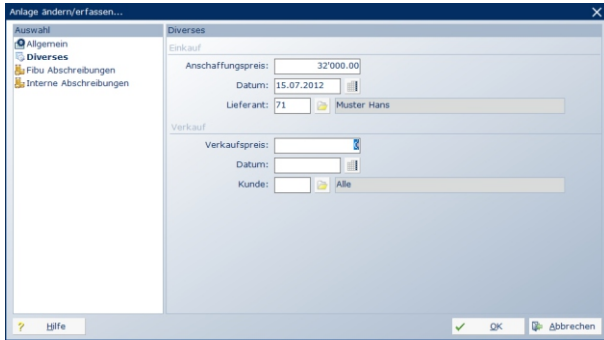 Anlage ändern/erfassen...
Auswahl
Allgemein
Diverses
Fibu Abschreibungen
Interne Abschreibungen
Diverses
Einkauf
Anschaffungspreis: 32'000.00
Datum: 15.07.2012
Lieferant: 71 Muster Hans
Verkauf
Verkaufspreis:
Datum:
Kunde: Alle
? Hilfe
OK
Abbrechen